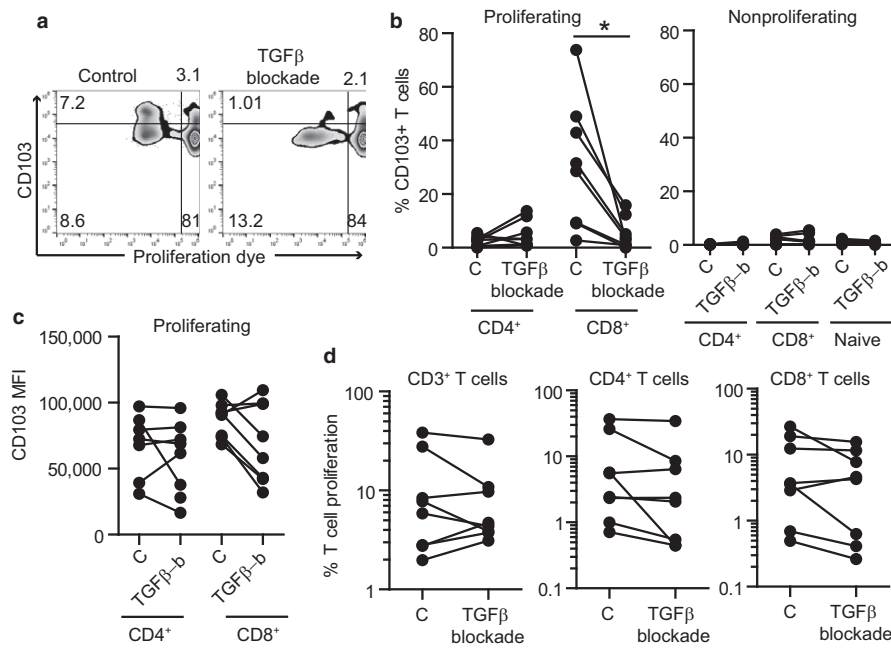 a
Control
TGFβ
blockade
3.1
2.1
7.2
1.01
8.6
81
13.2
84
CD103
Proliferation dye
b
Proliferating
Nonproliferating
*
% CD103+ T cells
80
60
40
20
0
80
60
40
20
0
C
TGFβ
blockade
C
TGFβ
blockade
CD4⁺
CD8⁺
C
TGFβ–b
C
TGFβ–b
C
TGFβ–b
CD4⁺
CD8⁺
Naive
c
Proliferating
CD103 MFI
150,000
100,000
50,000
0
C
TGFβ–b
C
TGFβ–b
CD4⁺
CD8⁺
d
CD3⁺ T cells
CD4⁺ T cells
CD8⁺ T cells
% T cell proliferation
100
10
1
100
10
1
0.1
100
10
1
0.1
C
TGFβ
blockade
C
TGFβ
blockade
C
TGFβ
blockade